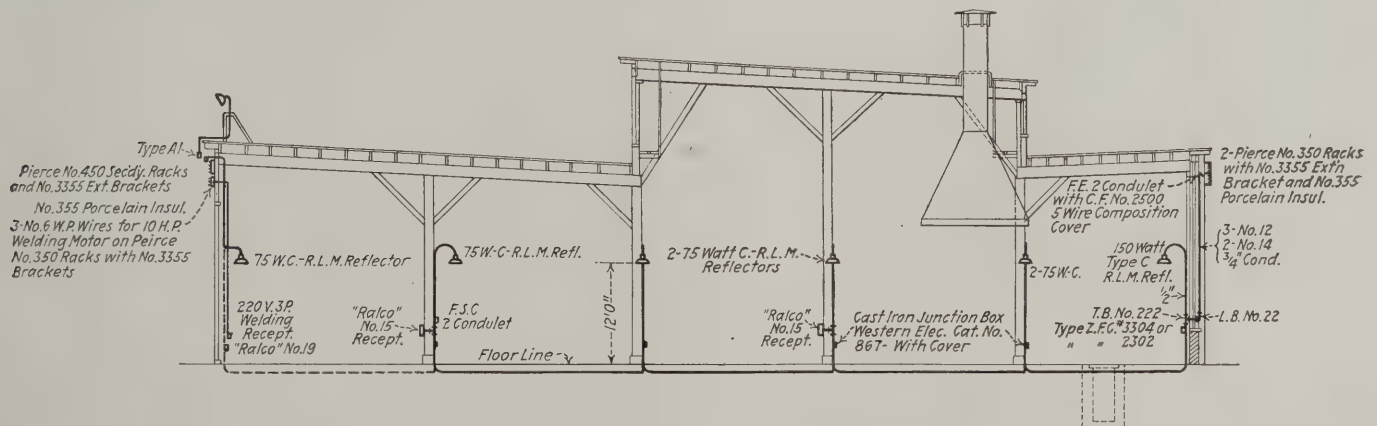 Type A1
Pierce No.450 Sec'dy. Racks
and No.3355 Ext. Brackets
No.355 Porcelain Insul.
3-No.6 W.P. Wires for 10 H.P.
Welding Motor on Peirce
No.350 Racks with No.3355
Brackets
75 W.C.-R.L.M. Reflector
220 V. 3 P.
Welding
Recept.
"Ralco" No.19
75 W-C-R.L.M. Refl.
"Ralco"
No.15
Recept.
F.S.C
2 Condulet
Floor Line
12'0"
2-75 Watt C.-R.L.M.
Reflectors
"Ralco"
No.15
Recept.
Cast Iron Junction Box
Western Elec. Cat. No.
867- With Cover
2-75 W-C.
F.E. 2 Condulet
with C.F. No.2500
5 Wire Composition
Cover
150 Watt
Type C
R.L.M. Refl.
1/2"
T.B. No.222
Type Z.F.C.#3304 or
" " 2302
2-Pierce No.350 Racks
with No.3355 Ext'n
Bracket and No.355
Porcelain Insul.
3-No.12
2-No.14
3/4" Cond.
L.B. No.22